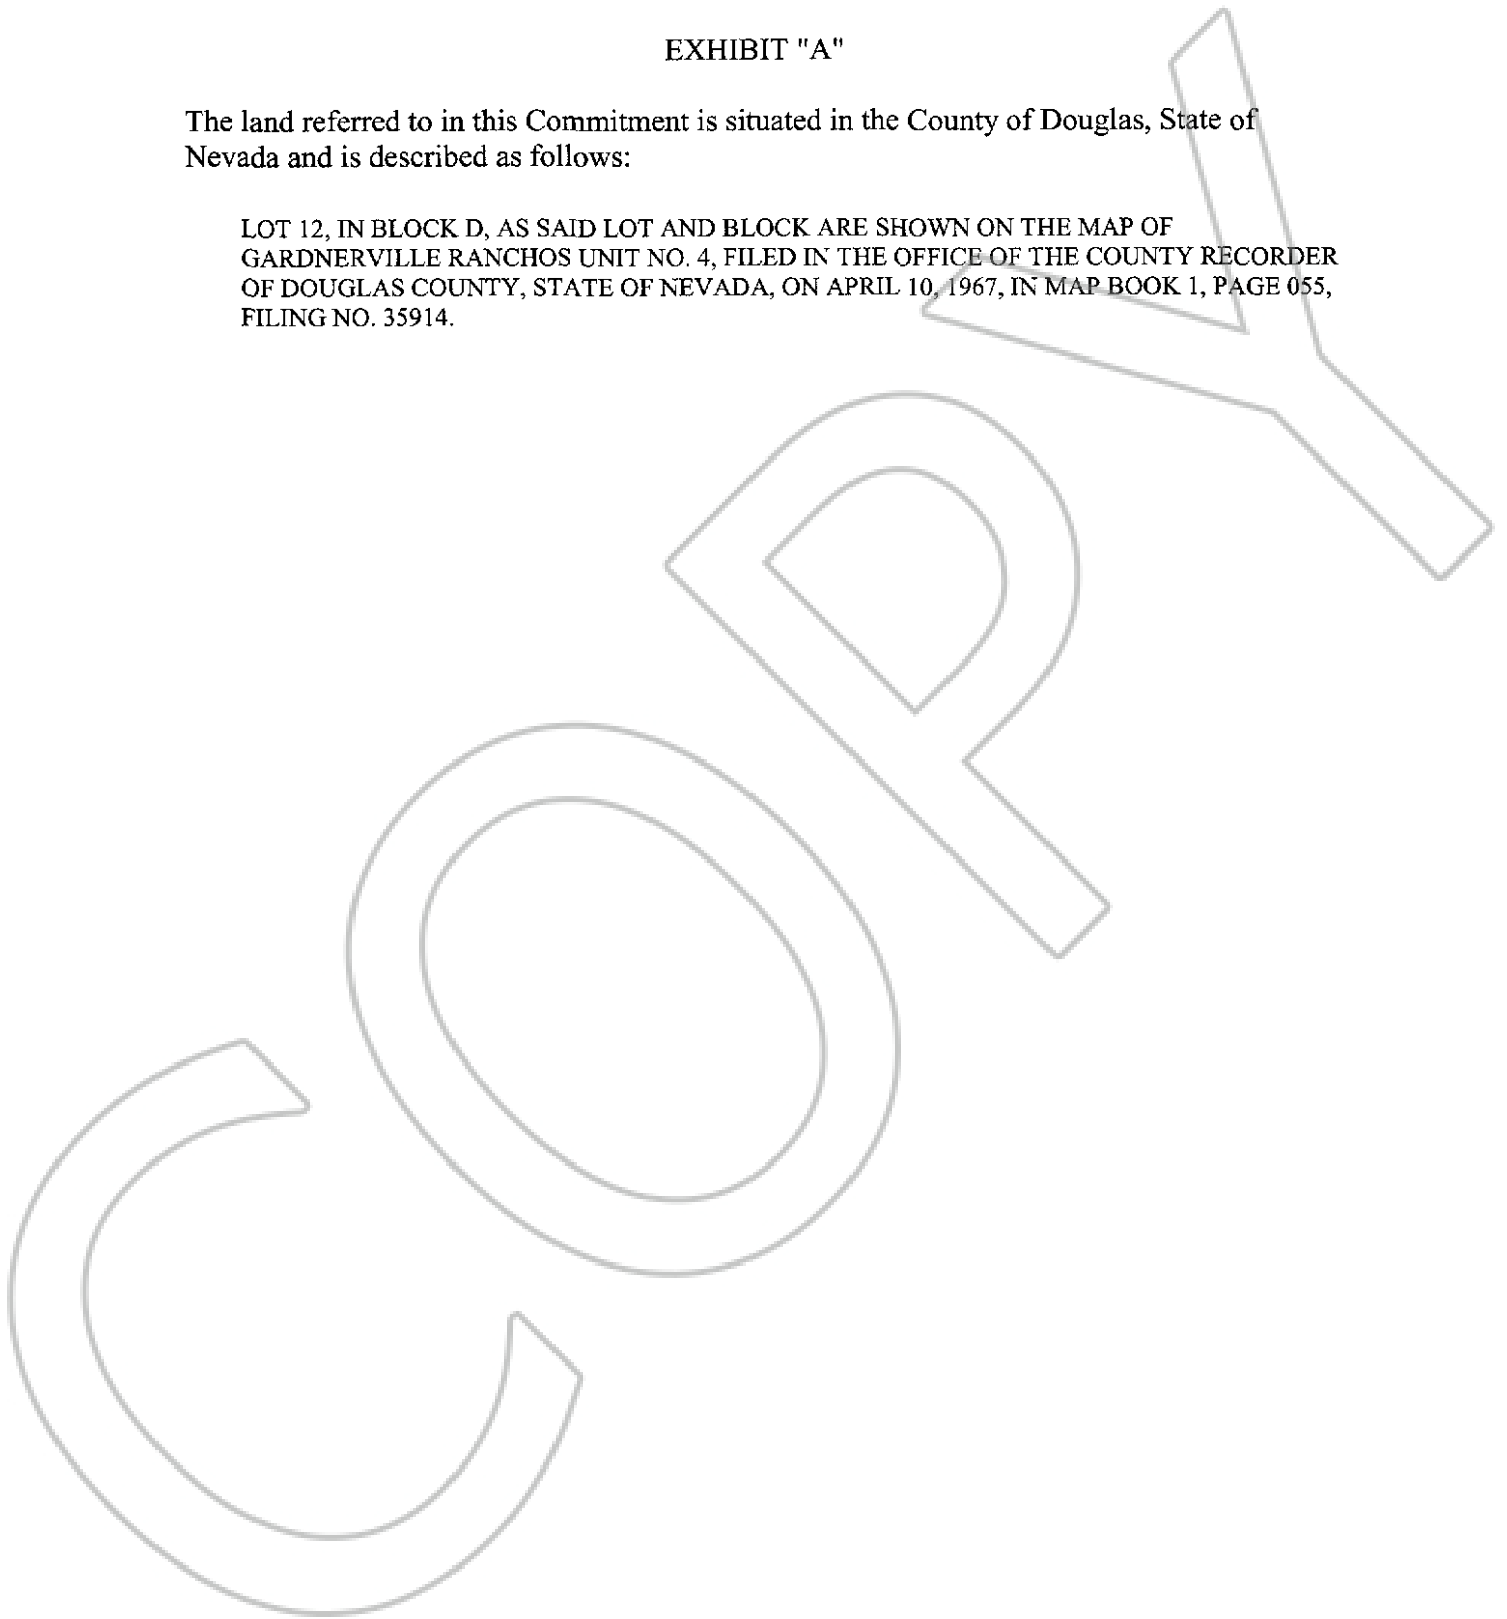 EXHIBIT "A"
The land referred to in this Commitment is situated in the County of Douglas, State of
Nevada and is described as follows:
LOT 12, IN BLOCK D, AS SAID LOT AND BLOCK ARE SHOWN ON THE MAP OF
GARDNERVILLE RANCHOS UNIT NO. 4, FILED IN THE OFFICE OF THE COUNTY RECORDER
OF DOUGLAS COUNTY, STATE OF NEVADA, ON APRIL 10, 1967, IN MAP BOOK 1, PAGE 055,
FILING NO. 35914.
COPY